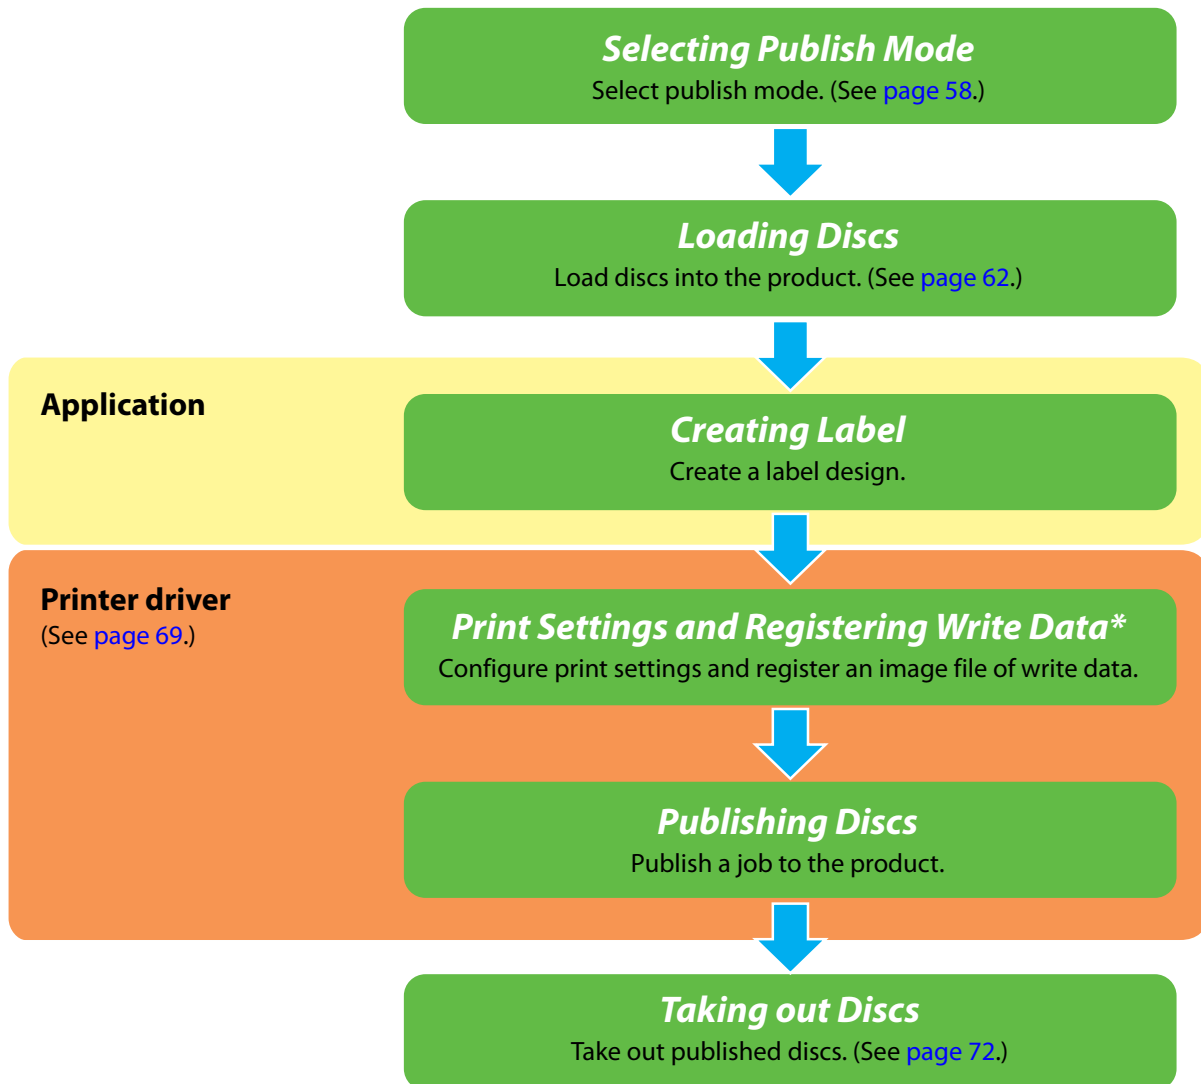 Selecting Publish Mode
Select publish mode. (See page 58.)
Loading Discs
Load discs into the product. (See page 62.)
Application
Creating Label
Create a label design.
Printer driver
(See page 69.)
Print Settings and Registering Write Data*
Configure print settings and register an image file of write data.
Publishing Discs
Publish a job to the product.
Taking out Discs
Take out published discs. (See page 72.)